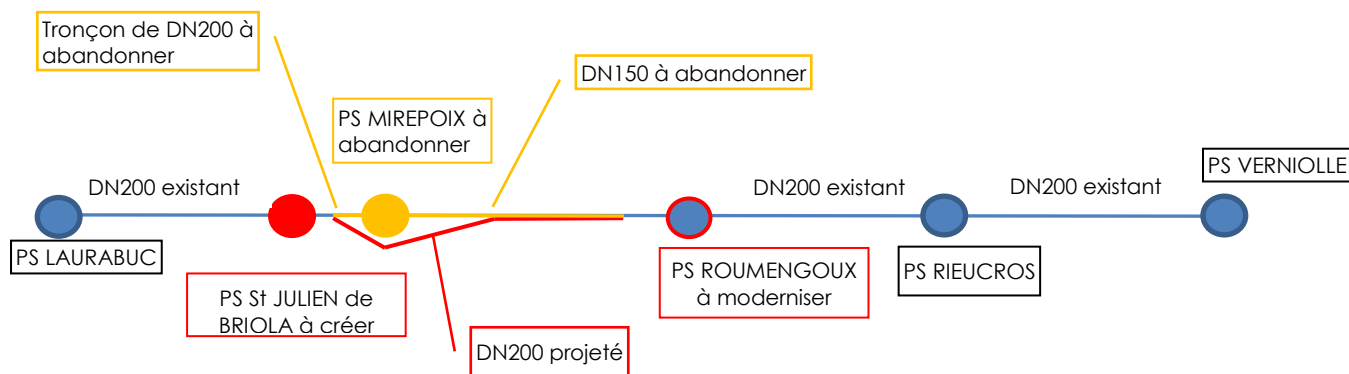 Tronçon de DN200 à
abandonner
DN150 à abandonner
PS MIREPOIX à
abandonner
PS VERNIOLLE
DN200 existant
DN200 existant
DN200 existant
PS LAURABUC
PS ROUMENGOUX
à moderniser
PS RIEUCROS
PS St JULIEN de
BRIOLA à créer
DN200 projeté